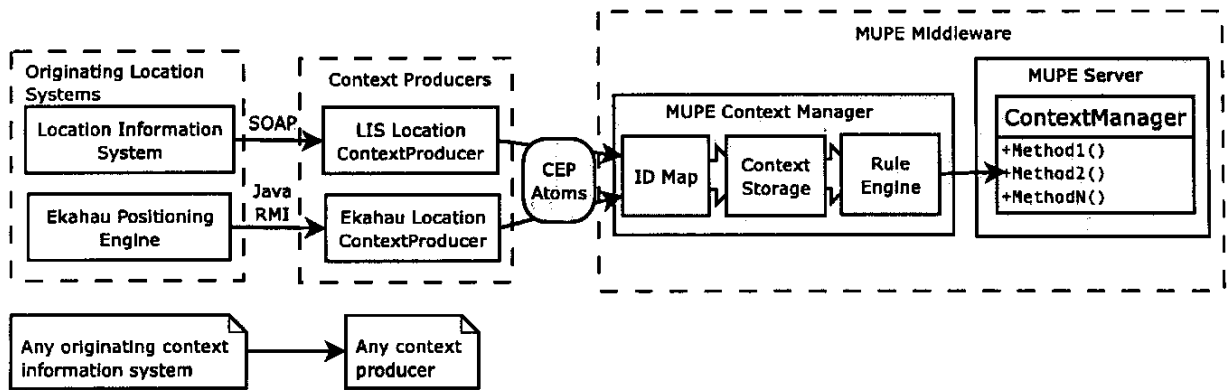 MUPE Middleware
Originating Location
Systems
Location Information
System
Ekahau Positioning
Engine
SOAP
Java
RMI
Context Producers
LIS Location
ContextProducer
Ekahau Location
ContextProducer
CEP
Atoms
MUPE Context Manager
ID Map
Context
Storage
Rule
Engine
MUPE Server
ContextManager
+Method1()
+Method2()
+MethodN()
Any originating context
information system
Any context
producer